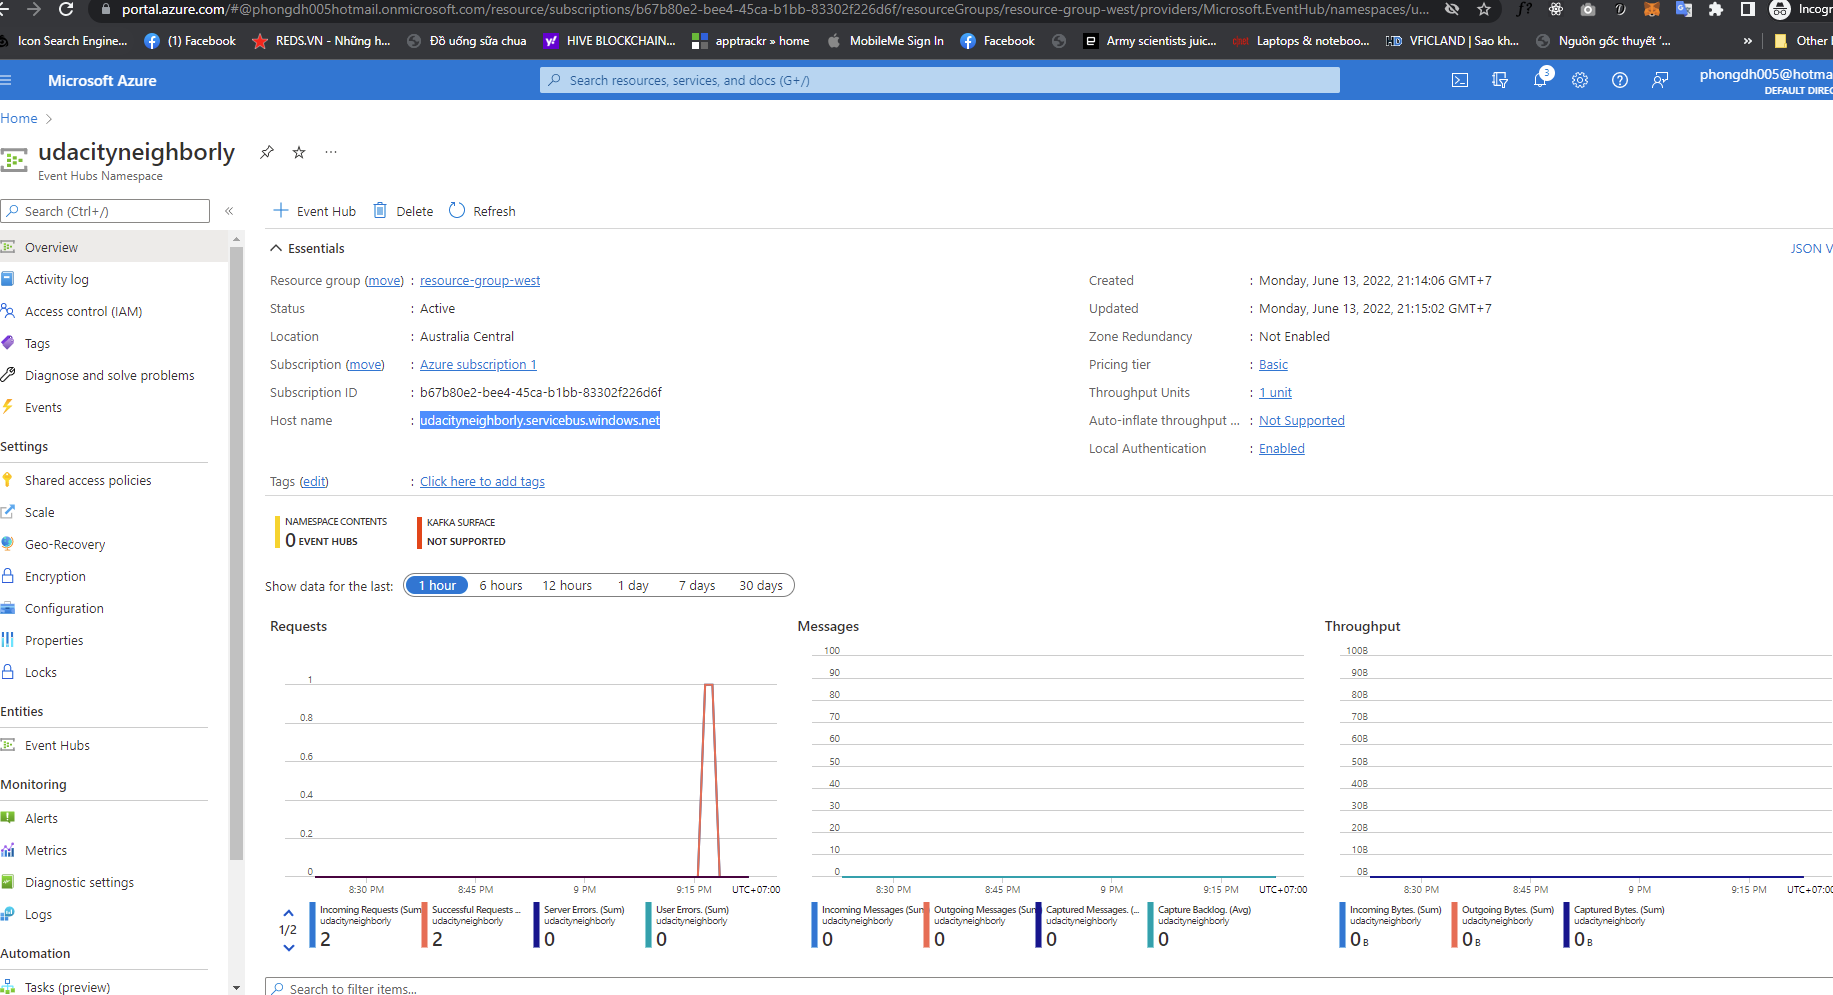 portal.azure.com/#@phongdh005hotmail.onmicrosoft.com/resource/subscriptions/b67b80e2-bee4-45ca-b1bb-83302f226d6f/resourceGroups/resource-group-west/providers/Microsoft.EventHub/namespaces/u...
Incogn
Icon Search Engine... (1) Facebook REDS.VN - Những h... Đồ uống sữa chua HIVE BLOCKCHAIN... apptrackr » home MobileMe Sign In Facebook Army scientists juic... Laptops & noteboo... VFICLAND | Sao kh... Nguồn gốc thuyết '... » Other
Microsoft Azure
Search resources, services, and docs (G+/)
3
phongdh005@hotma
DEFAULT DIREC
Home
udacityneighborly
Event Hubs Namespace
Search (Ctrl+/)
«
Overview
Activity log
Access control (IAM)
Tags
Diagnose and solve problems
Events
Settings
Shared access policies
Scale
Geo-Recovery
Encryption
Configuration
Properties
Locks
Entities
Event Hubs
Monitoring
Alerts
Metrics
Diagnostic settings
Logs
Automation
Tasks (preview)
Event Hub Delete Refresh
Essentials
JSON V
Resource group (move) : resource-group-west
Status : Active
Location : Australia Central
Subscription (move) : Azure subscription 1
Subscription ID : b67b80e2-bee4-45ca-b1bb-83302f226d6f
Host name : udacityneighborly.servicebus.windows.net
Created : Monday, June 13, 2022, 21:14:06 GMT+7
Updated : Monday, June 13, 2022, 21:15:02 GMT+7
Zone Redundancy : Not Enabled
Pricing tier : Basic
Throughput Units : 1 unit
Auto-inflate throughput ... : Not Supported
Local Authentication : Enabled
Tags (edit) : Click here to add tags
NAMESPACE CONTENTS
0 EVENT HUBS
KAFKA SURFACE
NOT SUPPORTED
Show data for the last: 1 hour 6 hours 12 hours 1 day 7 days 30 days
Requests
1
0.8
0.6
0.4
0.2
0
8:30 PM 8:45 PM 9 PM 9:15 PM UTC+07:00
1/2
Incoming Requests (Sum
udacityneighborly
2
Successful Requests ...
udacityneighborly
2
Server Errors. (Sum)
udacityneighborly
0
User Errors. (Sum)
udacityneighborly
0
Messages
100
90
80
70
60
50
40
30
20
10
0
8:30 PM 8:45 PM 9 PM 9:15 PM UTC+07:00
Incoming Messages (Sum
udacityneighborly
0
Outgoing Messages (Sum
udacityneighborly
0
Captured Messages. (...
udacityneighborly
0
Capture Backlog. (Avg)
udacityneighborly
0
Throughput
100B
90B
80B
70B
60B
50B
40B
30B
20B
10B
0B
8:30 PM 8:45 PM 9 PM 9:15 PM UTC+07:0
Incoming Bytes. (Sum)
udacityneighborly
0 B
Outgoing Bytes. (Sum)
udacityneighborly
0 B
Captured Bytes. (Sum)
udacityneighborly
0 B
Search to filter items...